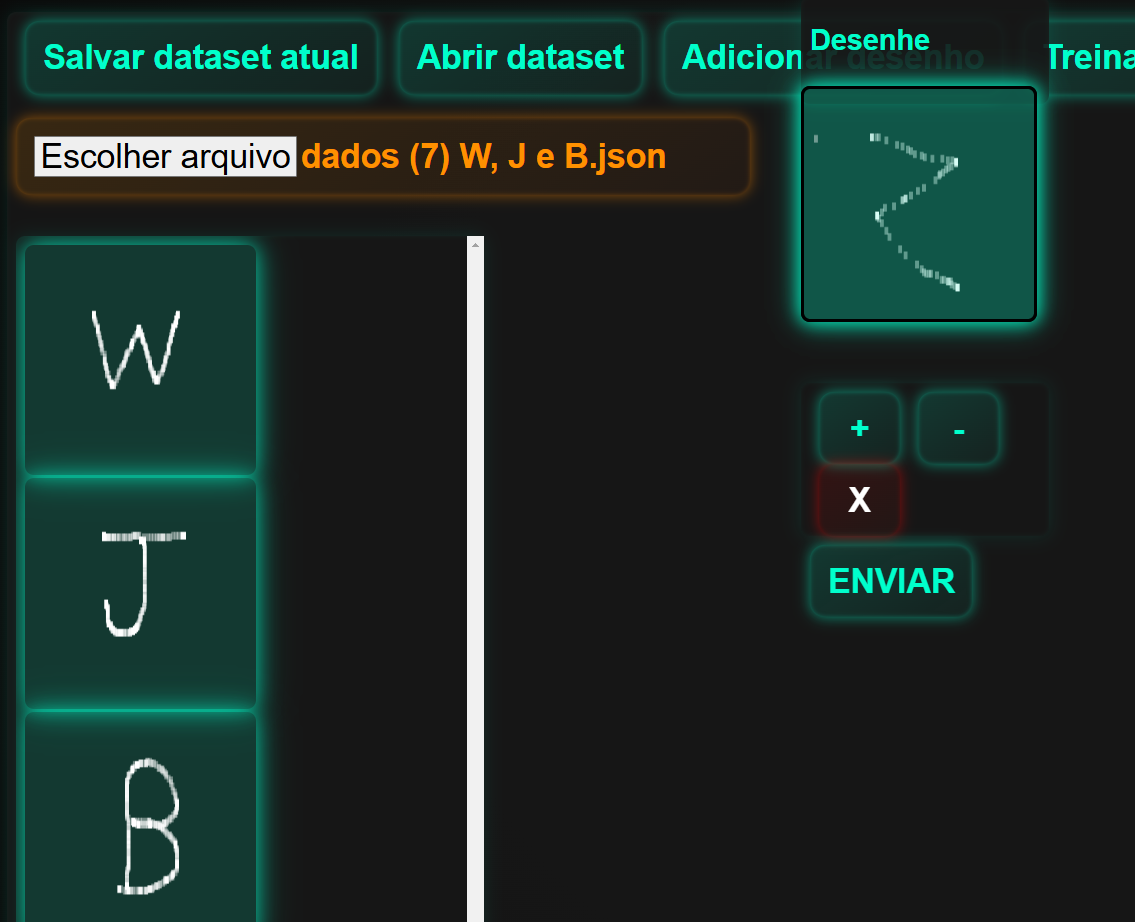 Salvar dataset atual Abrir dataset Adicionar desenho Treina
Desenhe
Escolher arquivo dados (7) W, J e B.json
W
J
B
+ -
X
ENVIAR